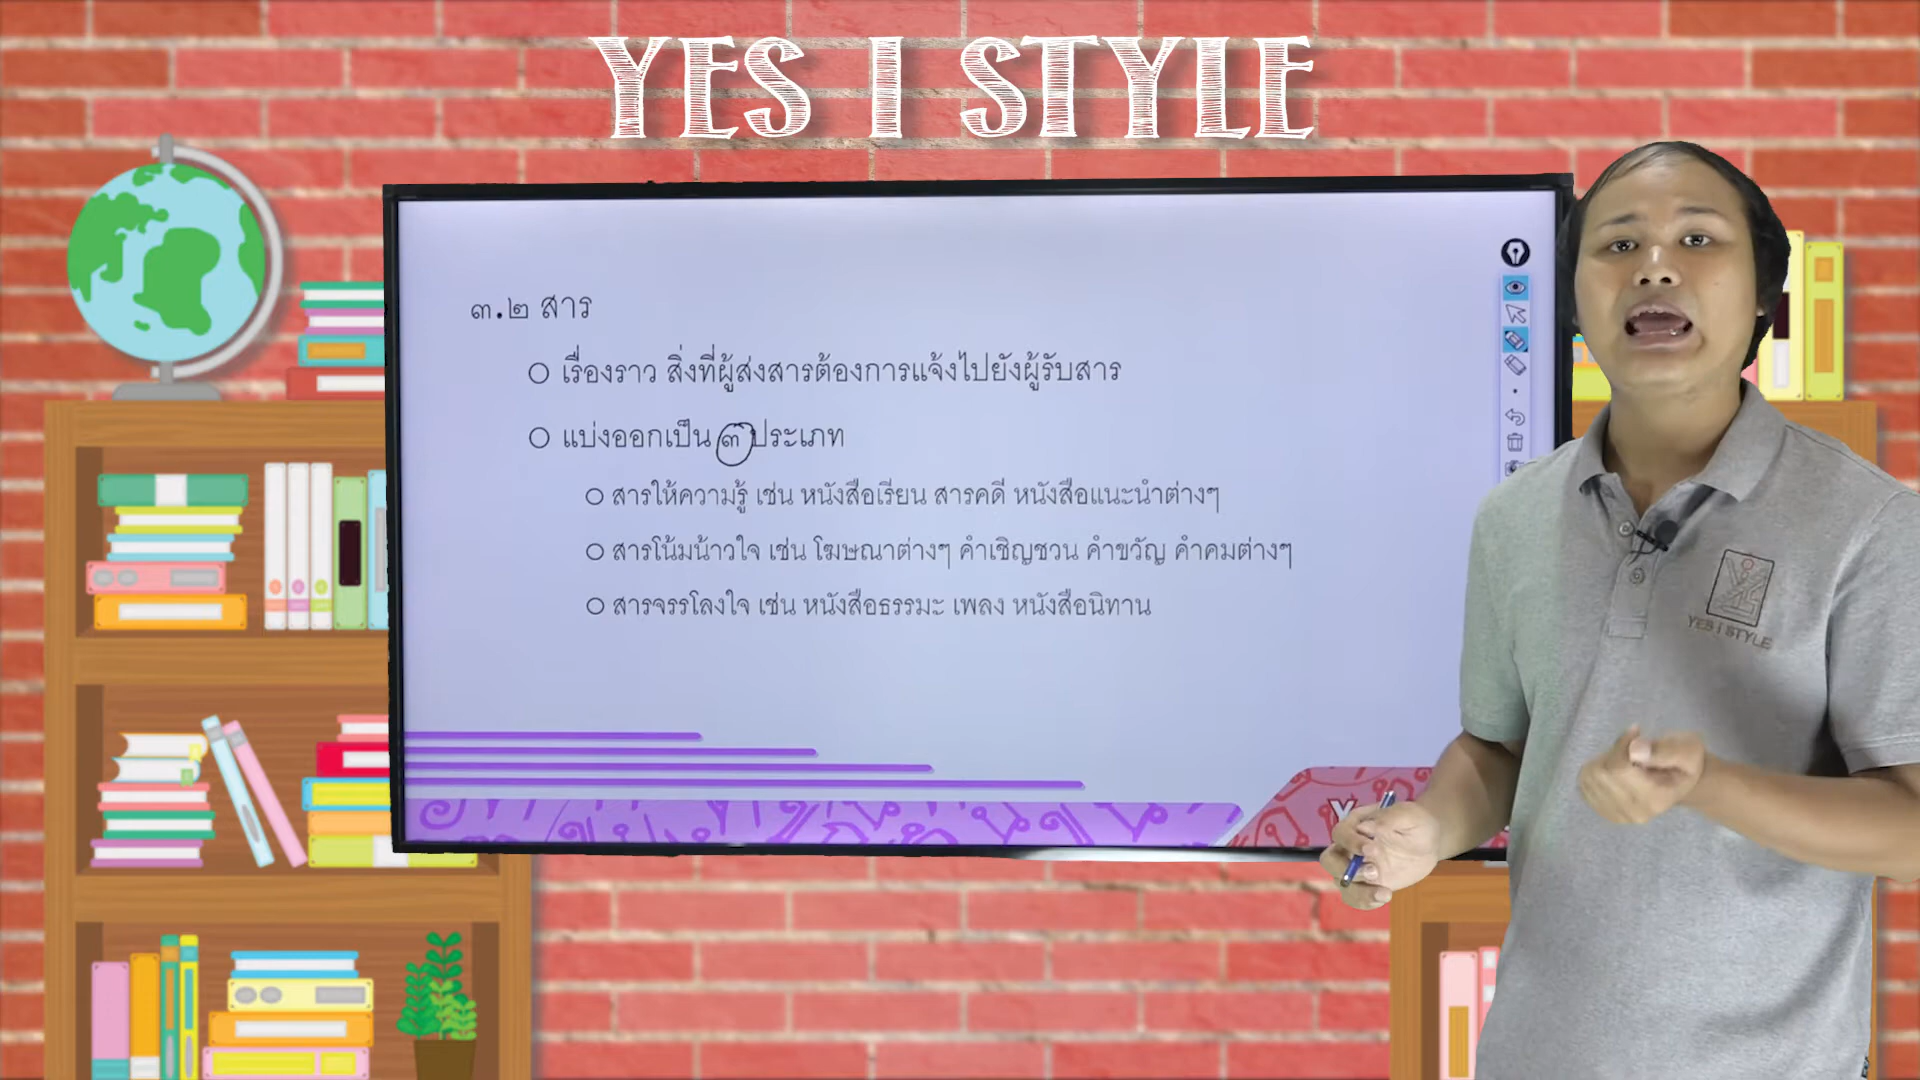 YES I STYLE
๓.๒ สาร
เรื่องราว สิ่งที่ผู้ส่งสารต้องการแจ้งไปยังผู้รับสาร
แบ่งออกเป็น ๓ ประเภท
สารให้ความรู้ เช่น หนังสือเรียน สารคดี หนังสือแนะนำต่างๆ
สารโน้มน้าวใจ เช่น โฆษณาต่างๆ คำเชิญชวน คำขวัญ คำคมต่างๆ
สารจรรโลงใจ เช่น หนังสือธรรมะ เพลง หนังสือนิทาน
YES I STYLE